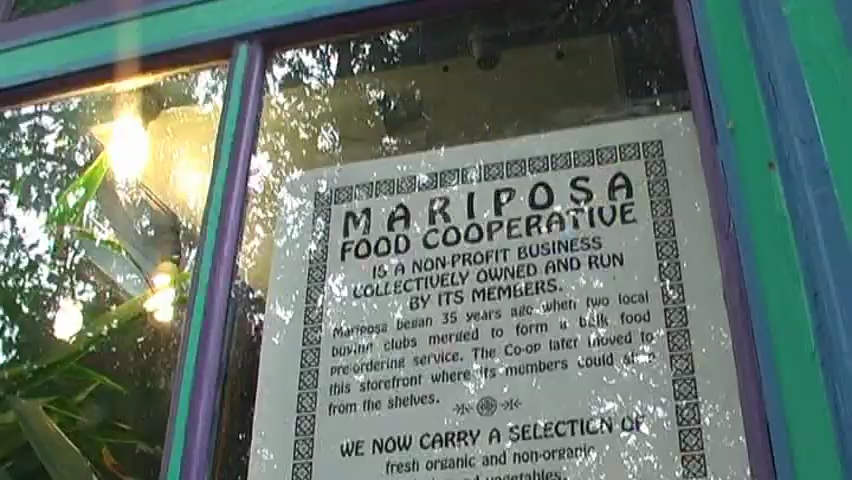 MARIPOSA
FOOD COOPERATIVE
IS A NON-PROFIT BUSINESS
COLLECTIVELY OWNED AND RUN
BY ITS MEMBERS.
Mariposa began 35 years ago when two local
buying clubs merged to form a bulk food
pre-ordering service. The Co-op later moved to
this storefront where its members could shop
from the shelves.
WE NOW CARRY A SELECTION OF
fresh organic and non-organic
vegetables.